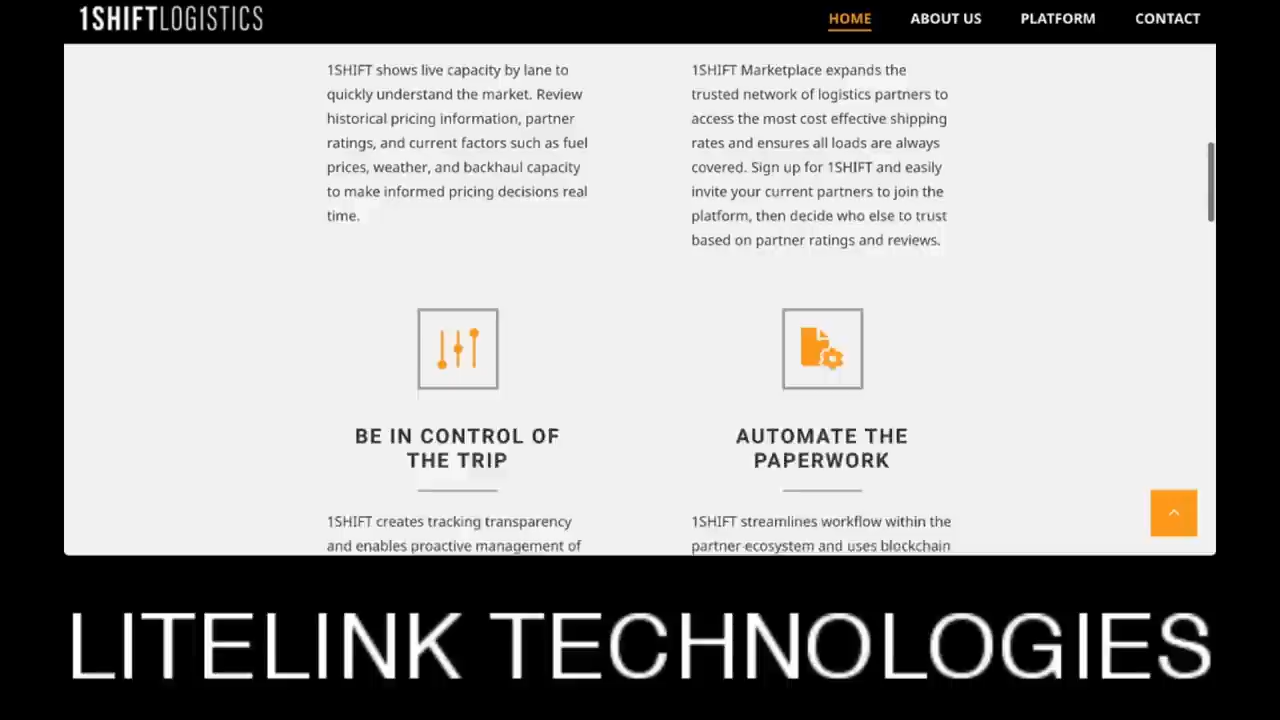 1SHIFTLOGISTICS
HOME
ABOUT US
PLATFORM
CONTACT
1SHIFT shows live capacity by lane to
quickly understand the market. Review
historical pricing information, partner
ratings, and current factors such as fuel
prices, weather, and backhaul capacity
to make informed pricing decisions real
time.
1SHIFT Marketplace expands the
trusted network of logistics partners to
access the most cost effective shipping
rates and ensures all loads are always
covered. Sign up for 1SHIFT and easily
invite your current partners to join the
platform, then decide who else to trust
based on partner ratings and reviews.
BE IN CONTROL OF
THE TRIP
1SHIFT creates tracking transparency
and enables proactive management of
AUTOMATE THE
PAPERWORK
1SHIFT streamlines workflow within the
partner ecosystem and uses blockchain
LITELINK TECHNOLOGIES